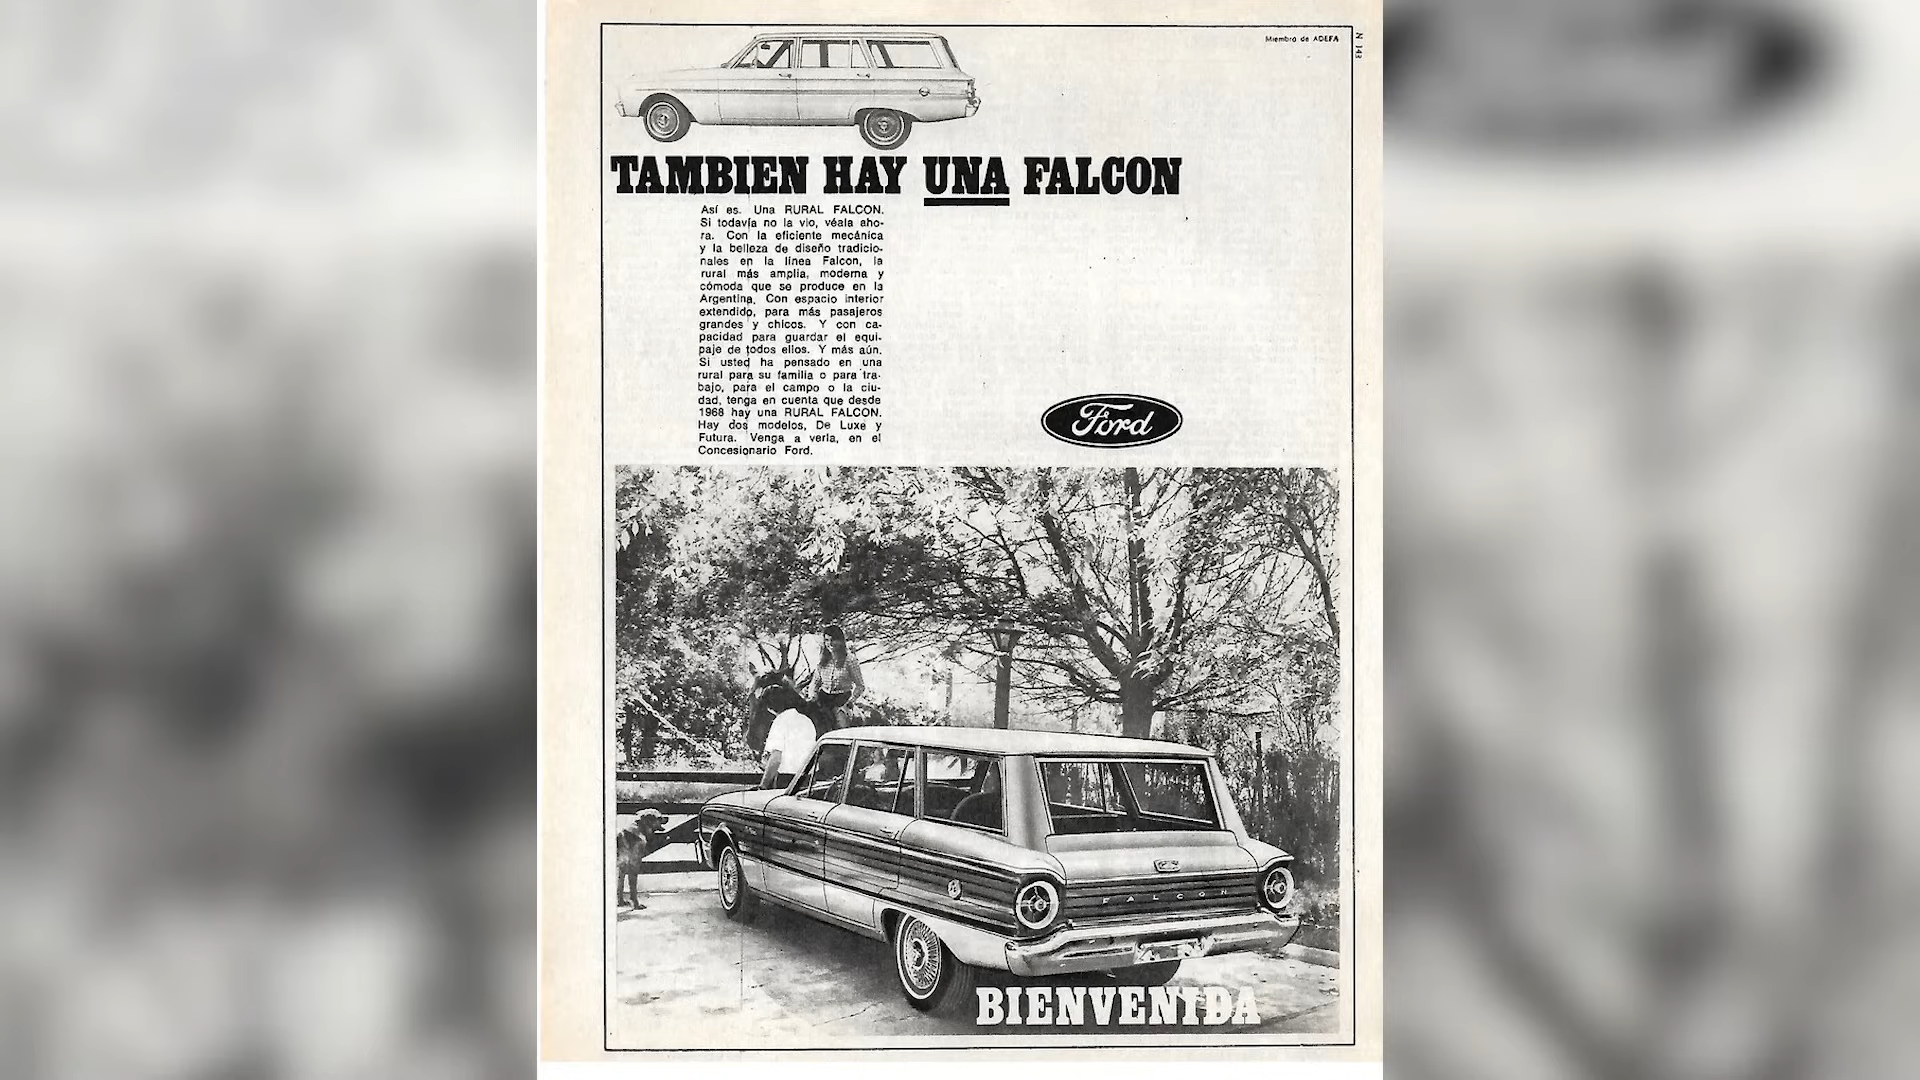 Miembro de ADEFA
N 143
TAMBIEN HAY UNA FALCON
Así es. Una RURAL FALCON.
Si todavía no la vio, véala aho-
ra. Con la eficiente mecánica
y la belleza de diseño tradicio-
nales en la línea Falcon, la
rural más amplia, moderna y
cómoda que se produce en la
Argentina. Con espacio interior
extendido, para más pasajeros
grandes y chicos. Y con ca-
pacidad para guardar el equi-
paje de todos ellos. Y más aún.
Si usted ha pensado en una
rural para su familia o para tra-
bajo, para el campo o la ciu-
dad, tenga en cuenta que desde
1968 hay una RURAL FALCON.
Hay dos modelos, De Luxe y
Futura. Venga a verla, en el
Concesionario Ford.
Ford
FALCON
BIENVENIDA